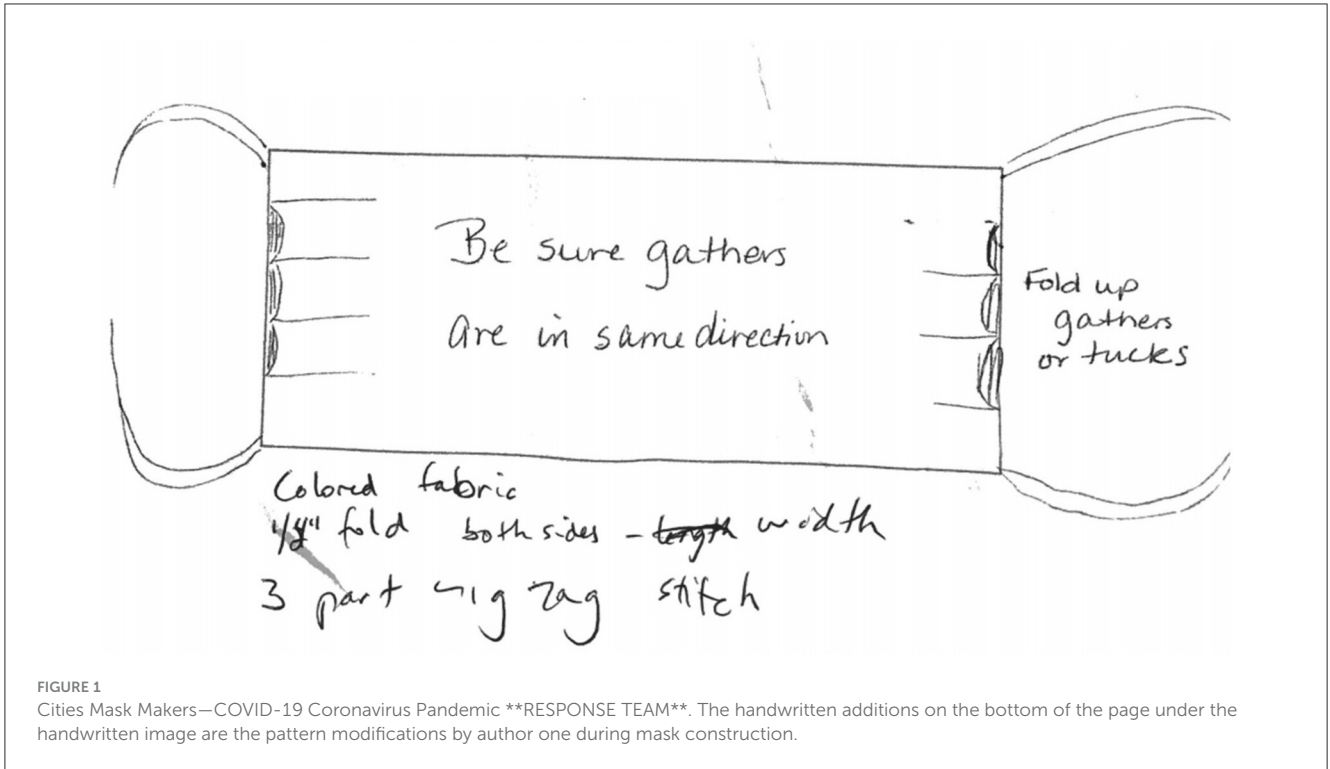 Be sure gathers
are in same direction
Fold up
gathers
or tucks
Colored fabric
fold both sides - length width
3 part zig zag stitch
FIGURE 1
Cities Mask Makers—COVID-19 Coronavirus Pandemic **RESPONSE TEAM**. The handwritten additions on the bottom of the page under the
handwritten image are the pattern modifications by author one during mask construction.